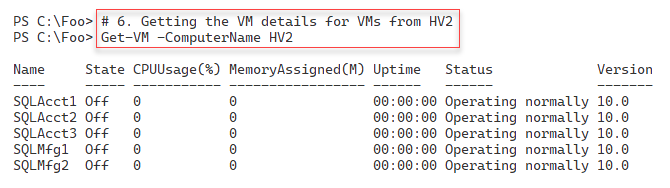 PS C:\Foo> # 6. Getting the VM details for VMs from HV2
PS C:\Foo> Get-VM -ComputerName HV2
Name     State CPUUsage(%) MemoryAssigned(M) Uptime   Status             Version
----     ----- ----------- ----------------- ------   ------             -------
SQLAcct1 Off   0           0                 00:00:00 Operating normally 10.0
SQLAcct2 Off   0           0                 00:00:00 Operating normally 10.0
SQLAcct3 Off   0           0                 00:00:00 Operating normally 10.0
SQLMfg1  Off   0           0                 00:00:00 Operating normally 10.0
SQLMfg2  Off   0           0                 00:00:00 Operating normally 10.0